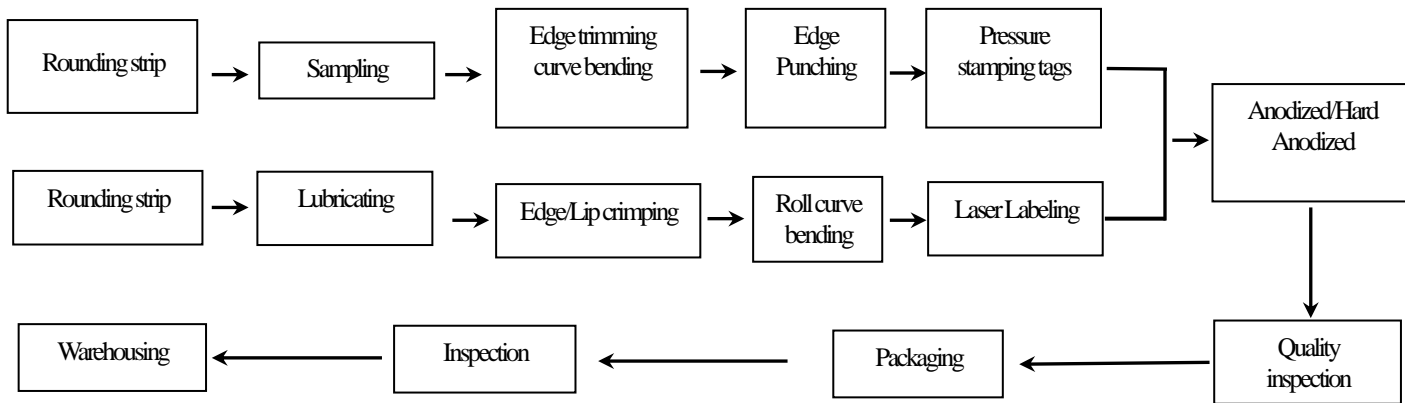 Rounding strip
Sampling
Edge trimming
curve bending
Edge
Punching
Pressure
stamping tags
Anodized/Hard
Anodized
Rounding strip
Lubricating
Edge/Lip crimping
Roll curve
bending
Laser Labeling
Warehousing
Inspection
Packaging
Quality
inspection